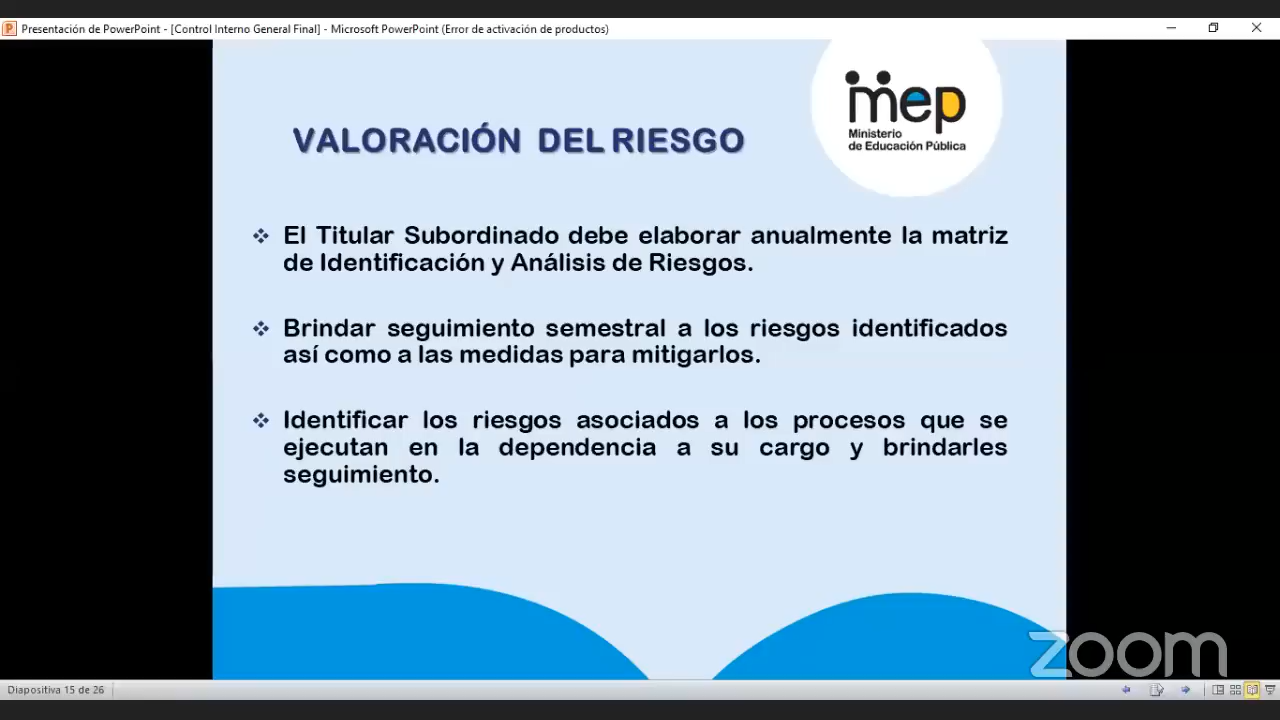 Presentación de PowerPoint - [Control Interno General Final] - Microsoft PowerPoint (Error de activación de productos)
mep
Ministerio
de Educación Pública
VALORACIÓN DEL RIESGO
El Titular Subordinado debe elaborar anualmente la matriz
de Identificación y Análisis de Riesgos.
Brindar seguimiento semestral a los riesgos identificados
así como a las medidas para mitigarlos.
Identificar los riesgos asociados a los procesos que se
ejecutan en la dependencia a su cargo y brindarles
seguimiento.
zoom
Diapositiva 15 de 26